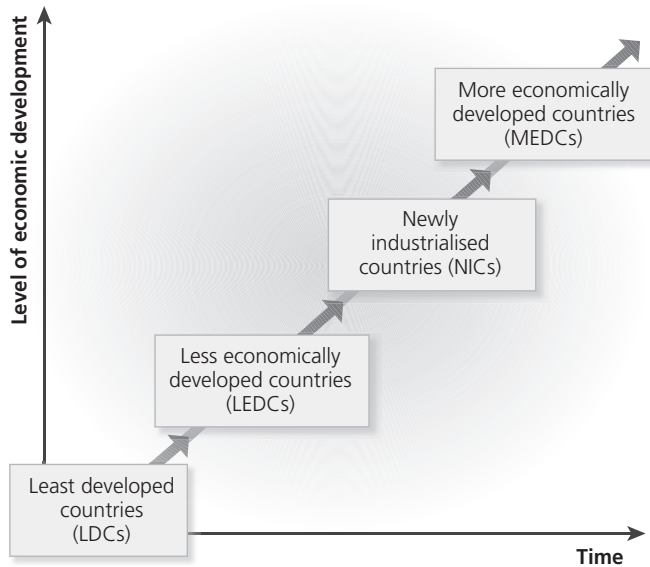 Level of economic development
More economically
developed countries
(MEDCs)
Newly
industrialised
countries (NICs)
Less economically
developed countries
(LEDCs)
Least developed
countries
(LDCs)
Time